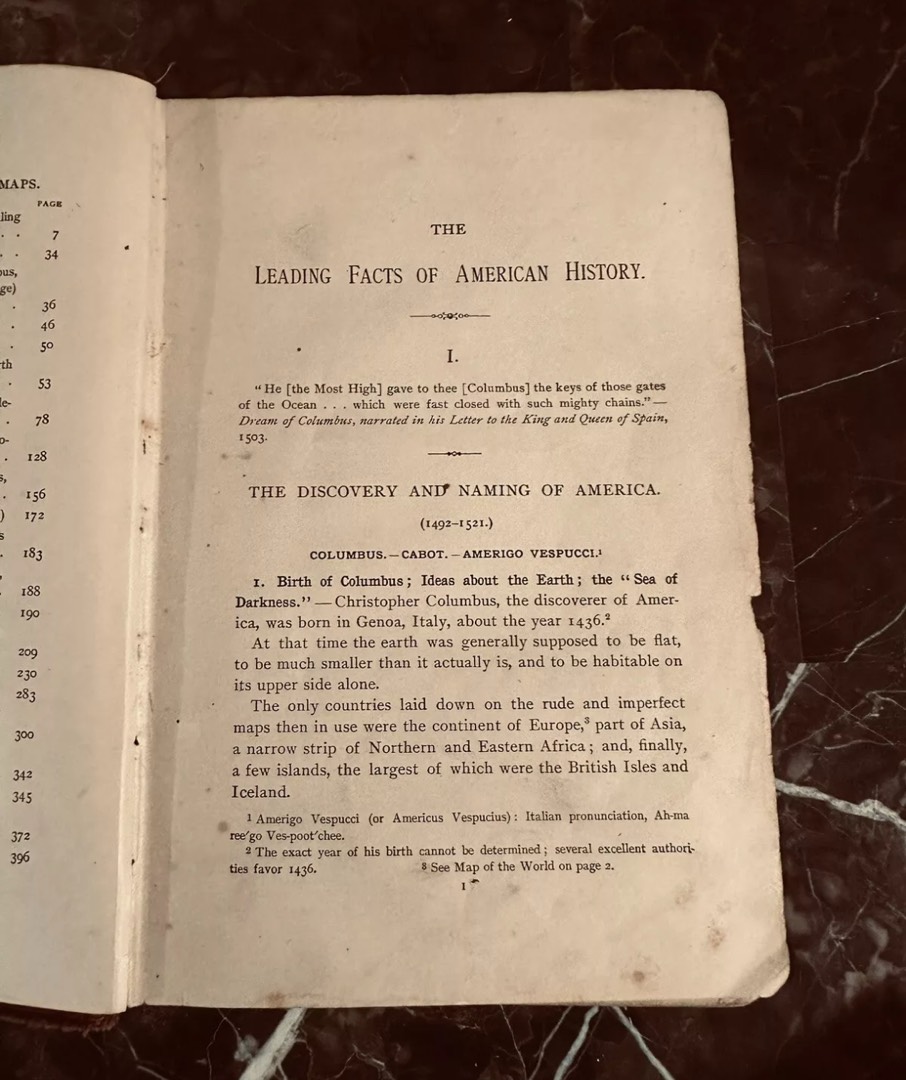 MAPS.
PAGE
ling
. . 7
. . 34
ous,
ge)
. 36
. 46
. 50
rth
. 53
le-
. 78
o-
. 128
s,
. 156
) 172
s
. 183
,
. 188
190
209
230
283
300
342
345
372
396
THE
LEADING FACTS OF AMERICAN HISTORY.
I.
"He [the Most High] gave to thee [Columbus] the keys of those gates
of the Ocean . . . which were fast closed with such mighty chains."—
Dream of Columbus, narrated in his Letter to the King and Queen of Spain,
1503.
THE DISCOVERY AND NAMING OF AMERICA.
(1492–1521.)
COLUMBUS.—CABOT.—AMERIGO VESPUCCI.¹
1. Birth of Columbus; Ideas about the Earth; the "Sea of
Darkness."—Christopher Columbus, the discoverer of Amer-
ica, was born in Genoa, Italy, about the year 1436.²
At that time the earth was generally supposed to be flat,
to be much smaller than it actually is, and to be habitable on
its upper side alone.
The only countries laid down on the rude and imperfect
maps then in use were the continent of Europe,³ part of Asia,
a narrow strip of Northern and Eastern Africa; and, finally,
a few islands, the largest of which were the British Isles and
Iceland.
¹ Amerigo Vespucci (or Americus Vespucius): Italian pronunciation, Ah-ma
ree'go Ves-poot'chee.
² The exact year of his birth cannot be determined; several excellent authori-
ties favor 1436. ³ See Map of the World on page 2.
1